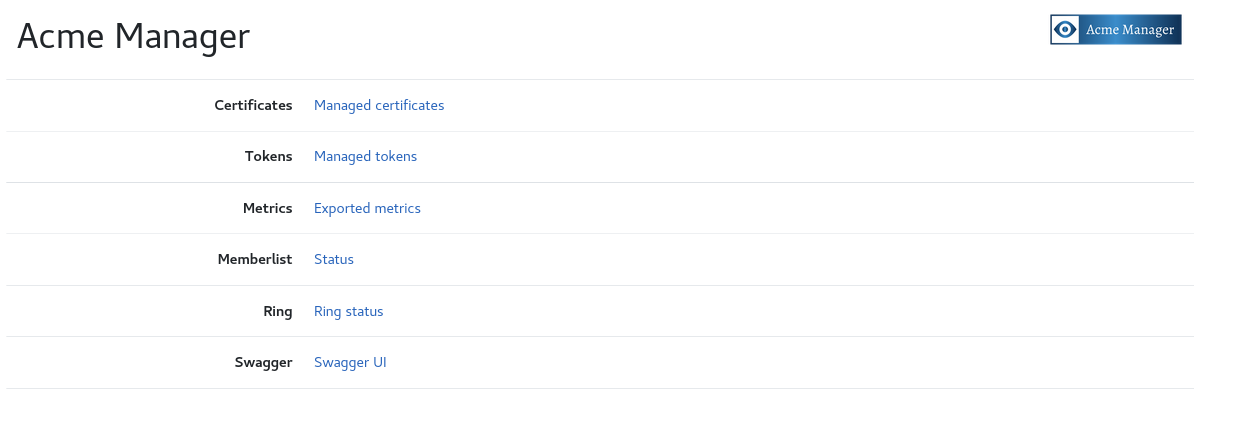 Acme Manager
Acme Manager
Certificates Managed certificates
Tokens Managed tokens
Metrics Exported metrics
Memberlist Status
Ring Ring status
Swagger Swagger UI